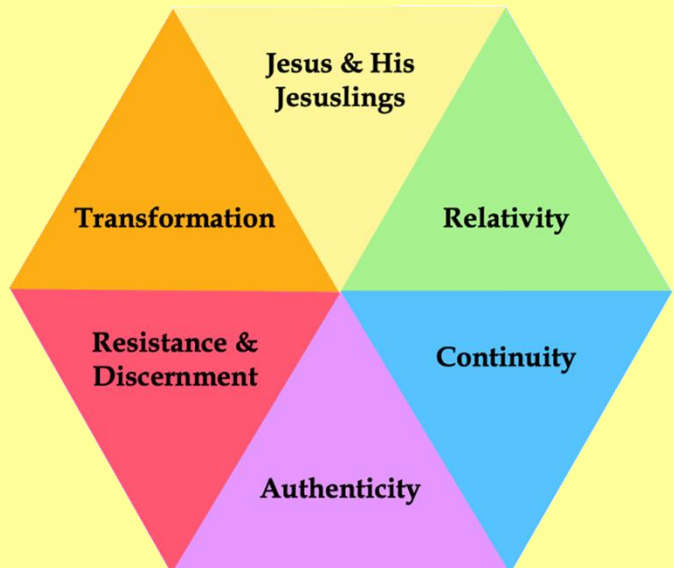 Jesus & His
Jesuslings
Transformation
Relativity
Resistance &
Discernment
Continuity
Authenticity